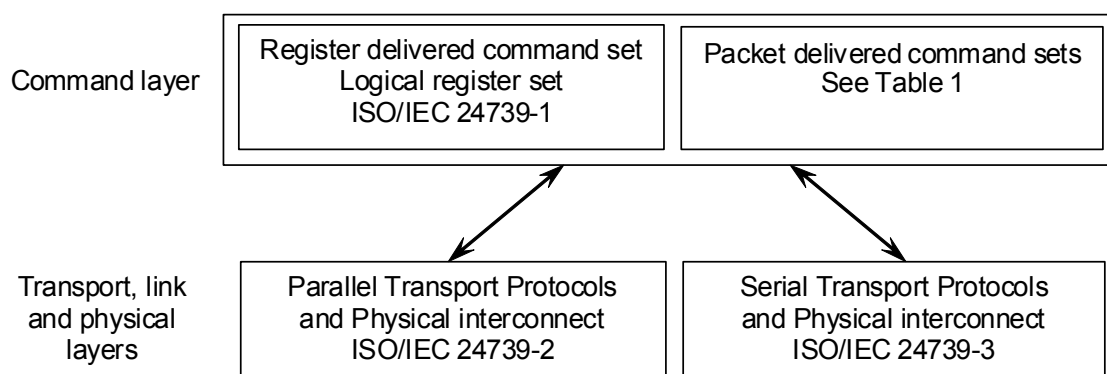 Command layer
Register delivered command set
Logical register set
ISO/IEC 24739-1
Packet delivered command sets
See Table 1
Transport, link
and physical
layers
Parallel Transport Protocols
and Physical interconnect
ISO/IEC 24739-2
Serial Transport Protocols
and Physical interconnect
ISO/IEC 24739-3